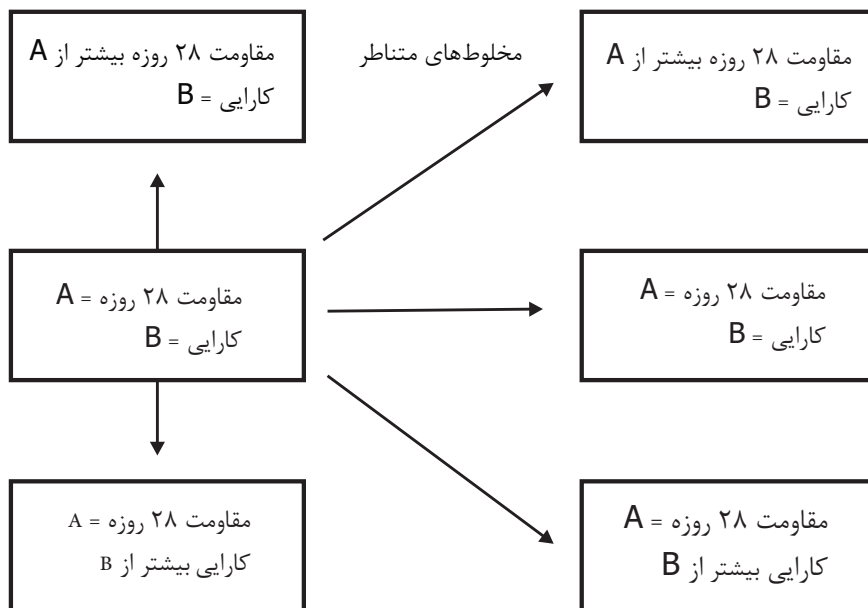 مقاومت ۲۸ روزه بیشتر از A
کارایی = B
مخلوط‌های متناطر
مقاومت ۲۸ روزه بیشتر از A
کارایی = B
مقاومت ۲۸ روزه = A
کارایی = B
مقاومت ۲۸ روزه = A
کارایی = B
مقاومت ۲۸ روزه = A
کارایی بیشتر از B
مقاومت ۲۸ روزه = A
کارایی بیشتر از B